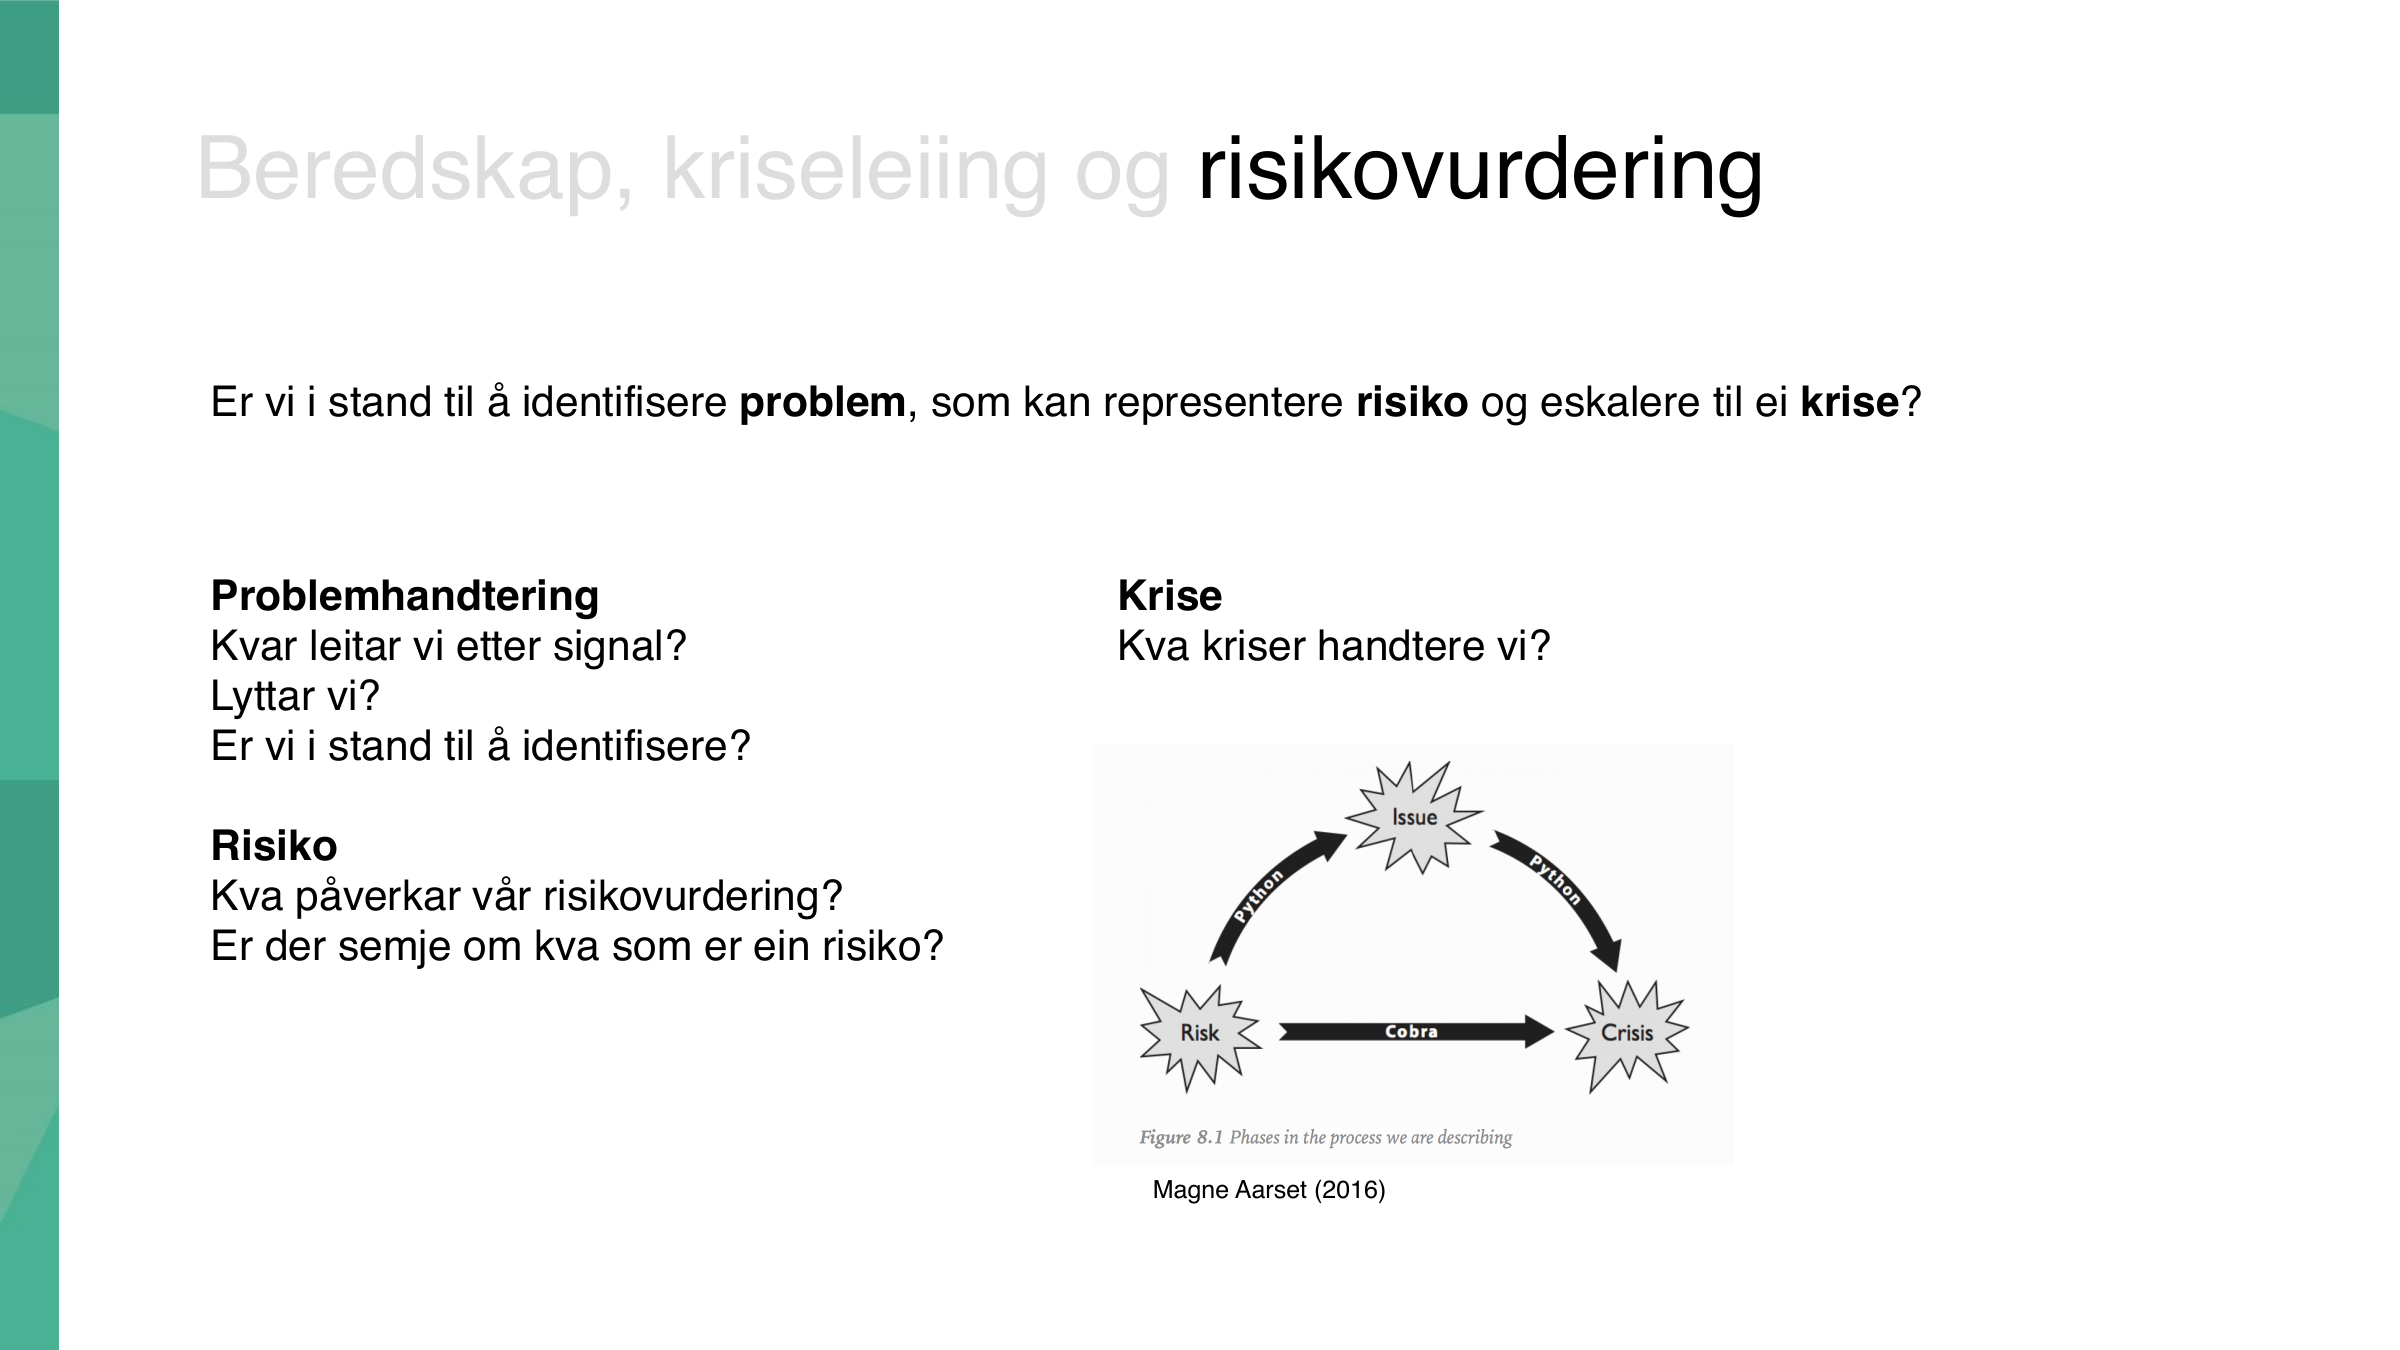 Beredskap, kriseleiing og risikovurdering
Er vi i stand til å identifisere problem, som kan representere risiko og eskalere til ei krise?
Problemhandtering
Kvar leitar vi etter signal?
Lyttar vi?
Er vi i stand til å identifisere?
Risiko
Kva påverkar vår risikovurdering?
Er der semje om kva som er ein risiko?
Krise
Kva kriser handtere vi?
Issue
Python
Python
Risk
Cobra
Crisis
Figure 8.1 Phases in the process we are describing
Magne Aarset (2016)